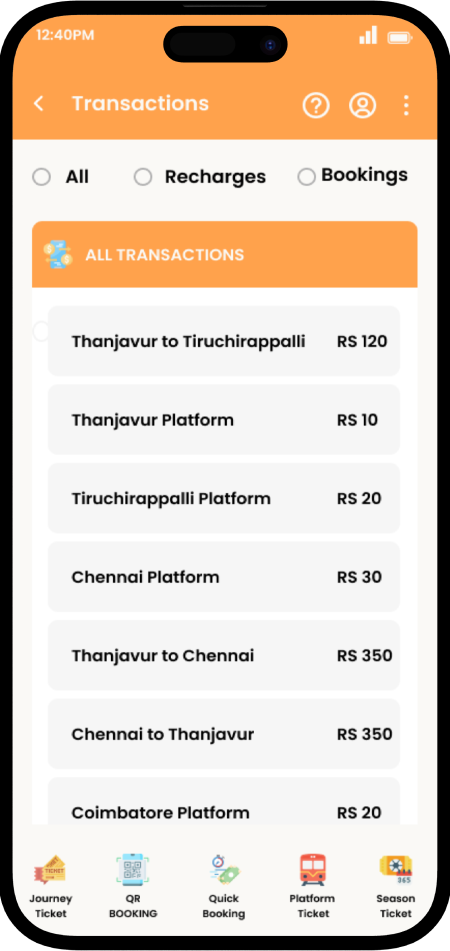 12:40PM
Transactions
All Recharges Bookings
ALL TRANSACTIONS
Thanjavur to Tiruchirappalli RS 120
Thanjavur Platform RS 10
Tiruchirappalli Platform RS 20
Chennai Platform RS 30
Thanjavur to Chennai RS 350
Chennai to Thanjavur RS 350
Coimbatore Platform RS 20
TICKET
365
Journey QR Quick Platform Season
Ticket BOOKING Booking Ticket Ticket